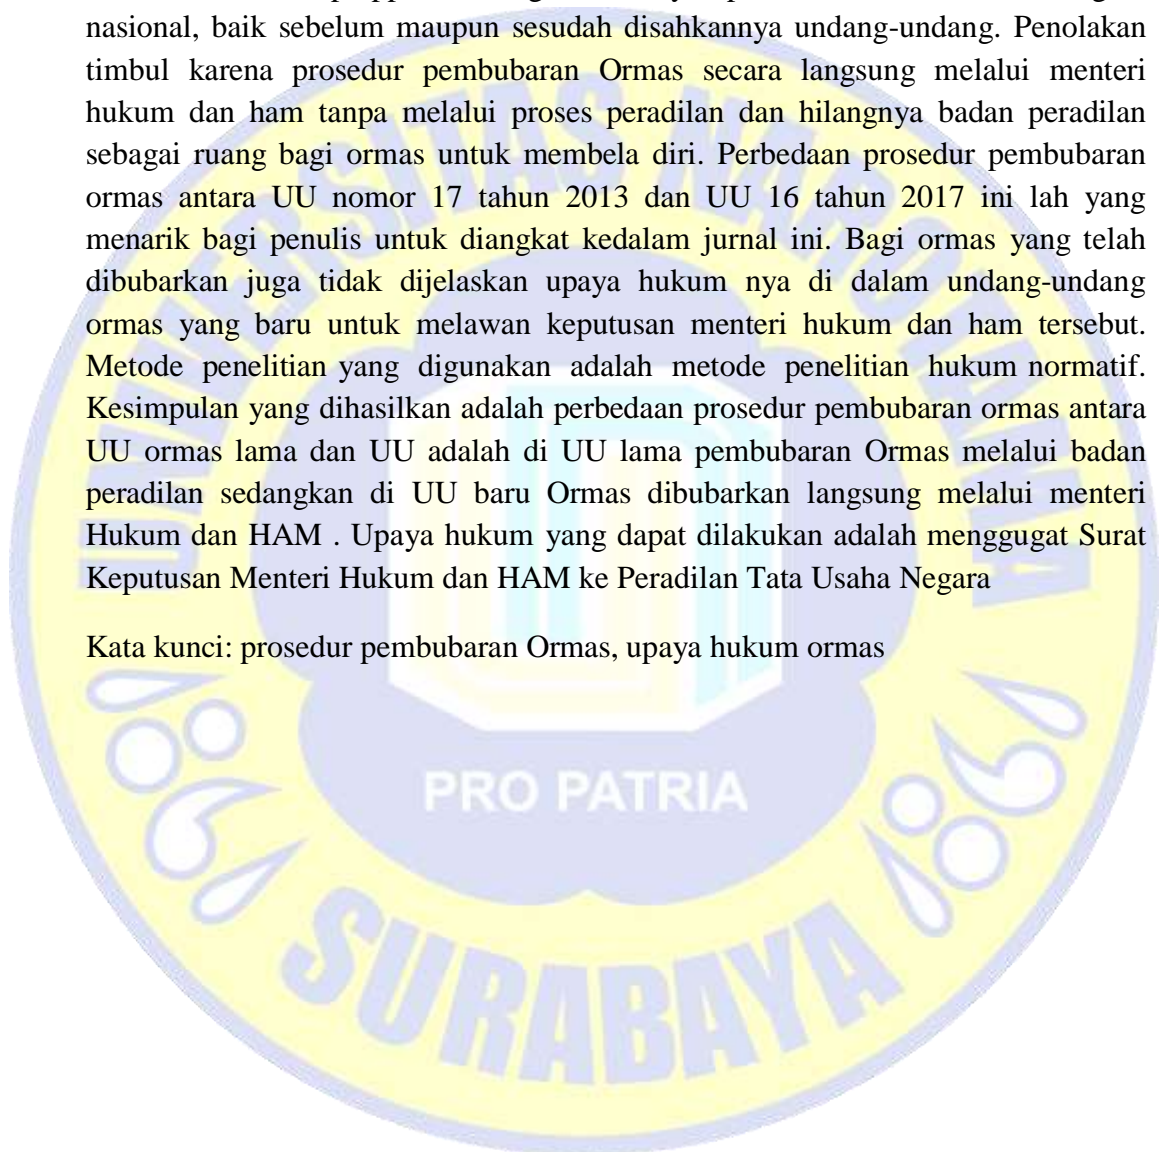 nasional, baik sebelum maupun sesudah disahkannya undang-undang. Penolakan
timbul karena prosedur pembubaran Ormas secara langsung melalui menteri
hukum dan ham tanpa melalui proses peradilan dan hilangnya badan peradilan
sebagai ruang bagi ormas untuk membela diri. Perbedaan prosedur pembubaran
ormas antara UU nomor 17 tahun 2013 dan UU 16 tahun 2017 ini lah yang
menarik bagi penulis untuk diangkat kedalam jurnal ini. Bagi ormas yang telah
dibubarkan juga tidak dijelaskan upaya hukum nya di dalam undang-undang
ormas yang baru untuk melawan keputusan menteri hukum dan ham tersebut.
Metode penelitian yang digunakan adalah metode penelitian hukum normatif.
Kesimpulan yang dihasilkan adalah perbedaan prosedur pembubaran ormas antara
UU ormas lama dan UU adalah di UU lama pembubaran Ormas melalui badan
peradilan sedangkan di UU baru Ormas dibubarkan langsung melalui menteri
Hukum dan HAM . Upaya hukum yang dapat dilakukan adalah menggugat Surat
Keputusan Menteri Hukum dan HAM ke Peradilan Tata Usaha Negara
Kata kunci: prosedur pembubaran Ormas, upaya hukum ormas
UNIVERSITAS NAROTAMA
PRO PATRIA
SURABAYA